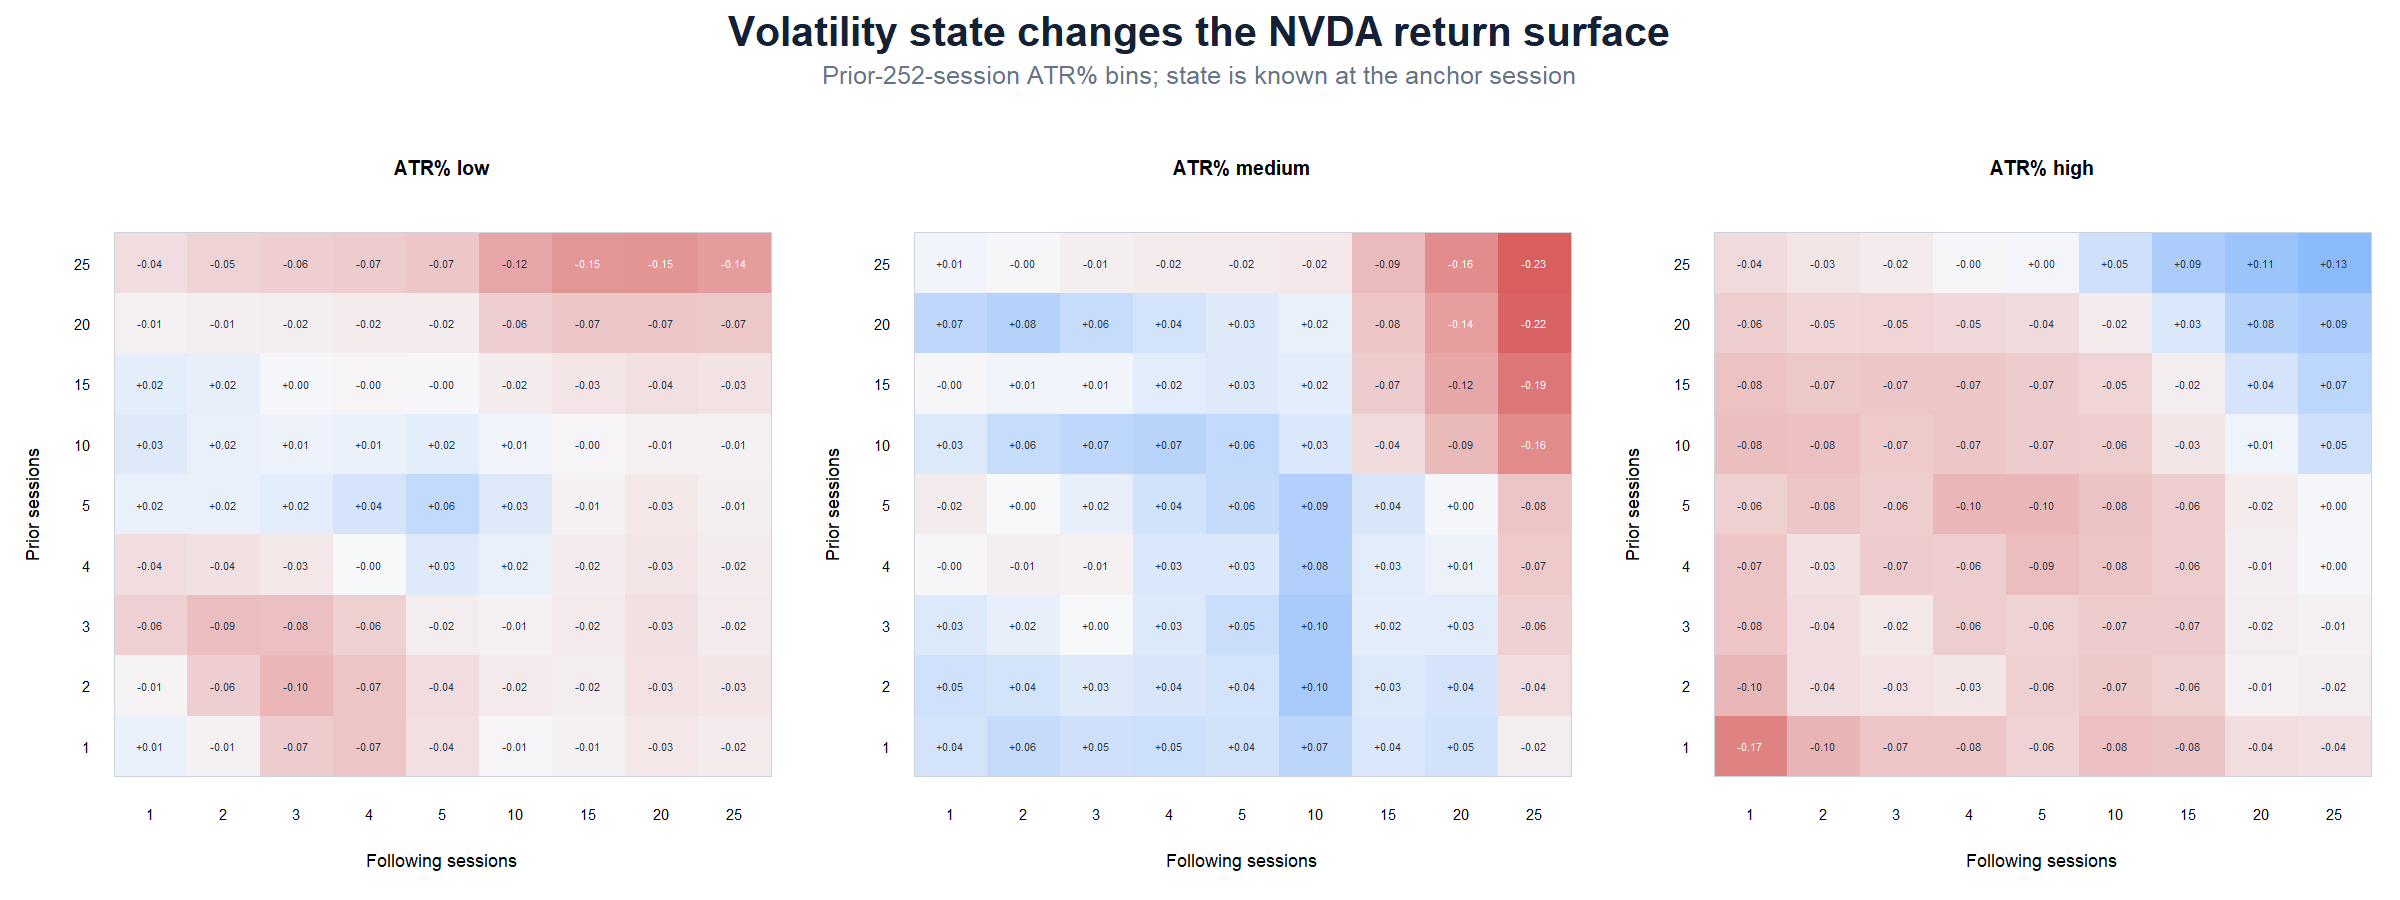 Volatility state changes the NVDA return surface
Prior-252-session ATR% bins; state is known at the anchor session
ATR% low
Prior sessions
25 -0.04 -0.05 -0.06 -0.07 -0.07 -0.12 -0.15 -0.15 -0.14
20 -0.01 -0.01 -0.02 -0.02 -0.02 -0.06 -0.07 -0.07 -0.07
15 +0.02 +0.02 +0.00 -0.00 -0.00 -0.02 -0.03 -0.04 -0.03
10 +0.03 +0.02 +0.01 +0.01 +0.02 +0.01 -0.00 -0.01 -0.01
5 +0.02 +0.02 +0.02 +0.04 +0.06 +0.03 -0.01 -0.03 -0.01
4 -0.04 -0.04 -0.03 -0.00 +0.03 +0.02 -0.02 -0.03 -0.02
3 -0.06 -0.09 -0.08 -0.06 -0.02 -0.01 -0.02 -0.03 -0.02
2 -0.01 -0.06 -0.10 -0.07 -0.04 -0.02 -0.02 -0.03 -0.03
1 +0.01 -0.01 -0.07 -0.07 -0.04 -0.01 -0.01 -0.03 -0.02
1 2 3 4 5 10 15 20 25
Following sessions
ATR% medium
Prior sessions
25 +0.01 -0.00 -0.01 -0.02 -0.02 -0.02 -0.09 -0.16 -0.23
20 +0.07 +0.08 +0.06 +0.04 +0.03 +0.02 -0.08 -0.14 -0.22
15 -0.00 +0.01 +0.01 +0.02 +0.03 +0.02 -0.07 -0.12 -0.19
10 +0.03 +0.06 +0.07 +0.07 +0.06 +0.03 -0.04 -0.09 -0.16
5 -0.02 +0.00 +0.02 +0.04 +0.06 +0.09 +0.04 +0.00 -0.08
4 -0.00 -0.01 -0.01 +0.03 +0.03 +0.08 +0.03 +0.01 -0.07
3 +0.03 +0.02 +0.00 +0.03 +0.05 +0.10 +0.02 +0.03 -0.06
2 +0.05 +0.04 +0.03 +0.04 +0.04 +0.10 +0.03 +0.04 -0.04
1 +0.04 +0.06 +0.05 +0.05 +0.04 +0.07 +0.04 +0.05 -0.02
1 2 3 4 5 10 15 20 25
Following sessions
ATR% high
Prior sessions
25 -0.04 -0.03 -0.02 -0.00 +0.00 +0.05 +0.09 +0.11 +0.13
20 -0.06 -0.05 -0.05 -0.05 -0.04 -0.02 +0.03 +0.08 +0.09
15 -0.08 -0.07 -0.07 -0.07 -0.07 -0.05 -0.02 +0.04 +0.07
10 -0.08 -0.08 -0.07 -0.07 -0.07 -0.06 -0.03 +0.01 +0.05
5 -0.06 -0.08 -0.06 -0.10 -0.10 -0.08 -0.06 -0.02 +0.00
4 -0.07 -0.03 -0.07 -0.06 -0.09 -0.08 -0.06 -0.01 +0.00
3 -0.08 -0.04 -0.02 -0.06 -0.06 -0.07 -0.07 -0.02 -0.01
2 -0.10 -0.04 -0.03 -0.03 -0.06 -0.07 -0.06 -0.01 -0.02
1 -0.17 -0.10 -0.07 -0.08 -0.06 -0.08 -0.08 -0.04 -0.04
1 2 3 4 5 10 15 20 25
Following sessions